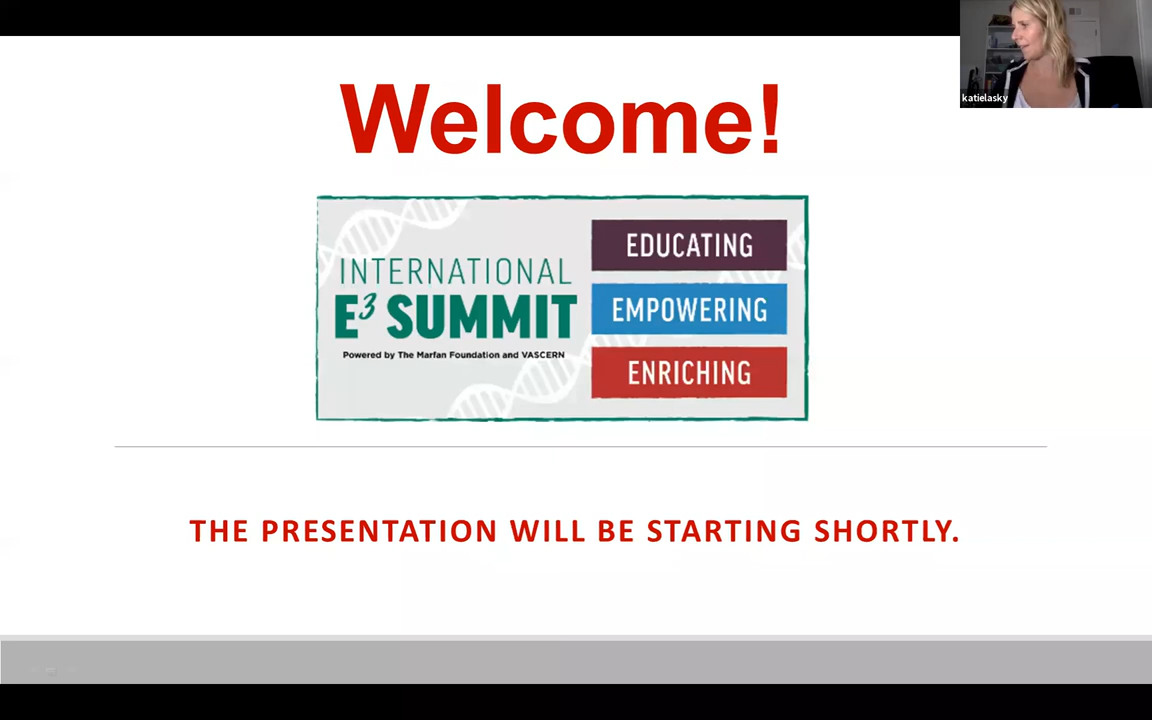 katielasky
Welcome!
INTERNATIONAL
E³ SUMMIT
Powered by The Marfan Foundation and VASCERN
EDUCATING
EMPOWERING
ENRICHING
THE PRESENTATION WILL BE STARTING SHORTLY.